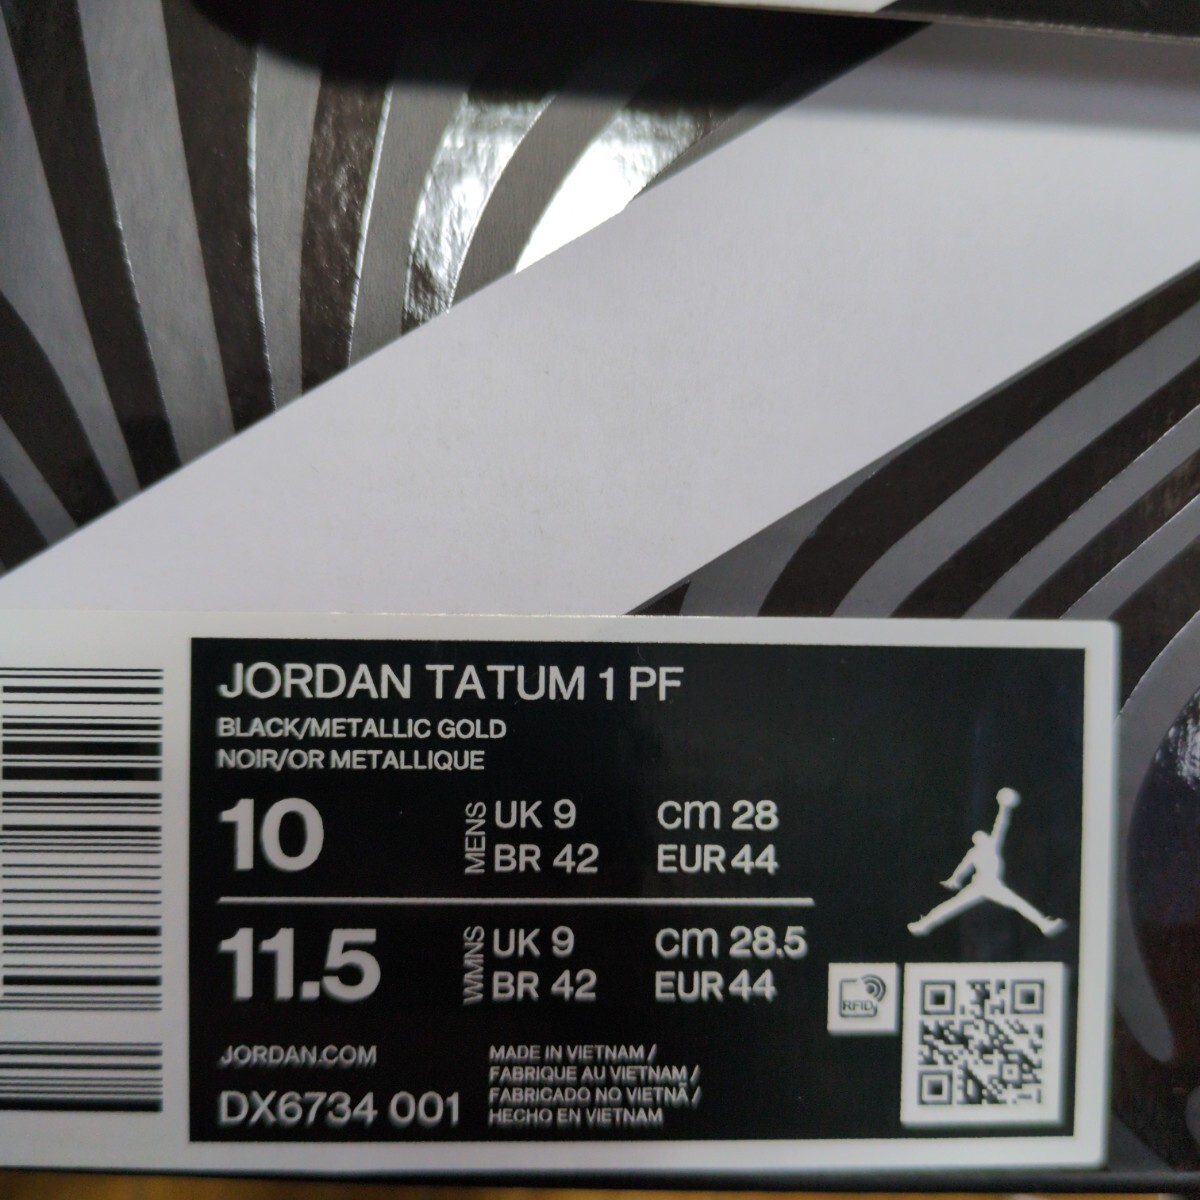 JORDAN TATUM 1 PF
BLACK/METALLIC GOLD
NOIR/OR METALLIQUE
10 MENS UK 9 cm 28
BR 42 EUR 44
11.5 WMNS UK 9 cm 28.5
BR 42 EUR 44
RFID
JORDAN.COM
DX6734 001
MADE IN VIETNAM /
FABRIQUE AU VIETNAM /
FABRICADO NO VIETNÃ /
HECHO EN VIETNAM